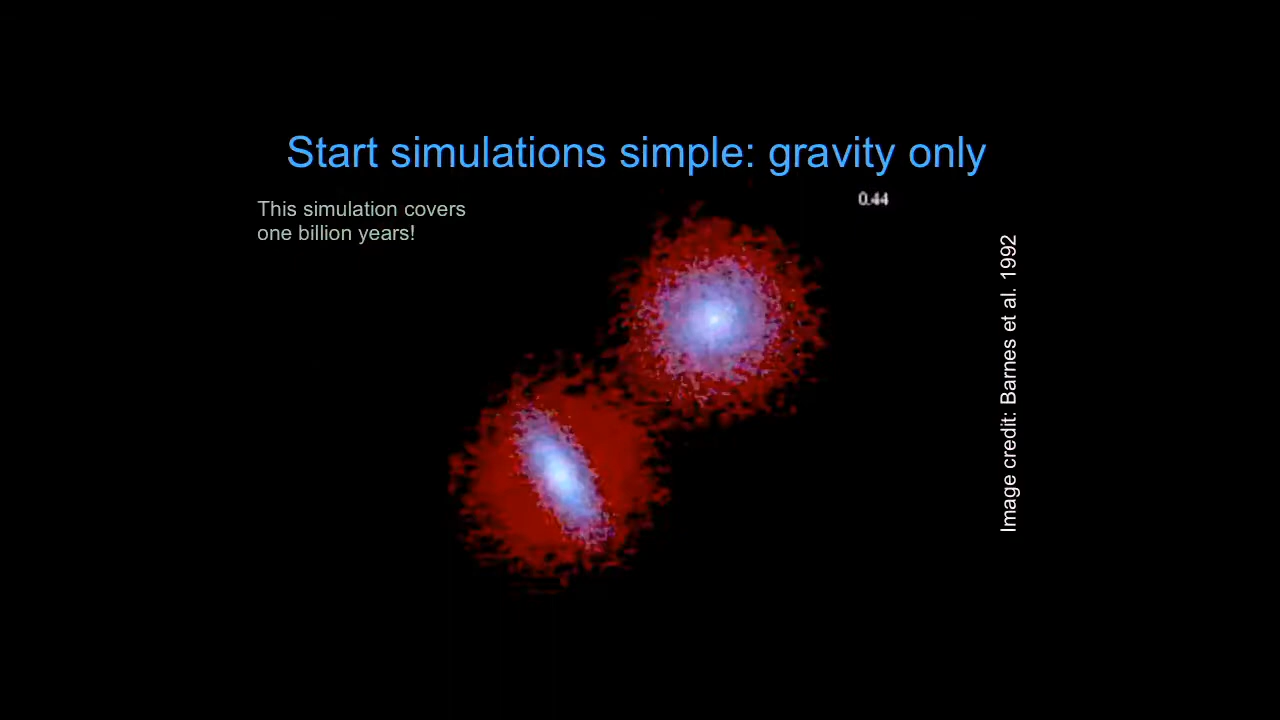 Start simulations simple: gravity only
This simulation covers
one billion years!
0.44
Image credit: Barnes et al. 1992